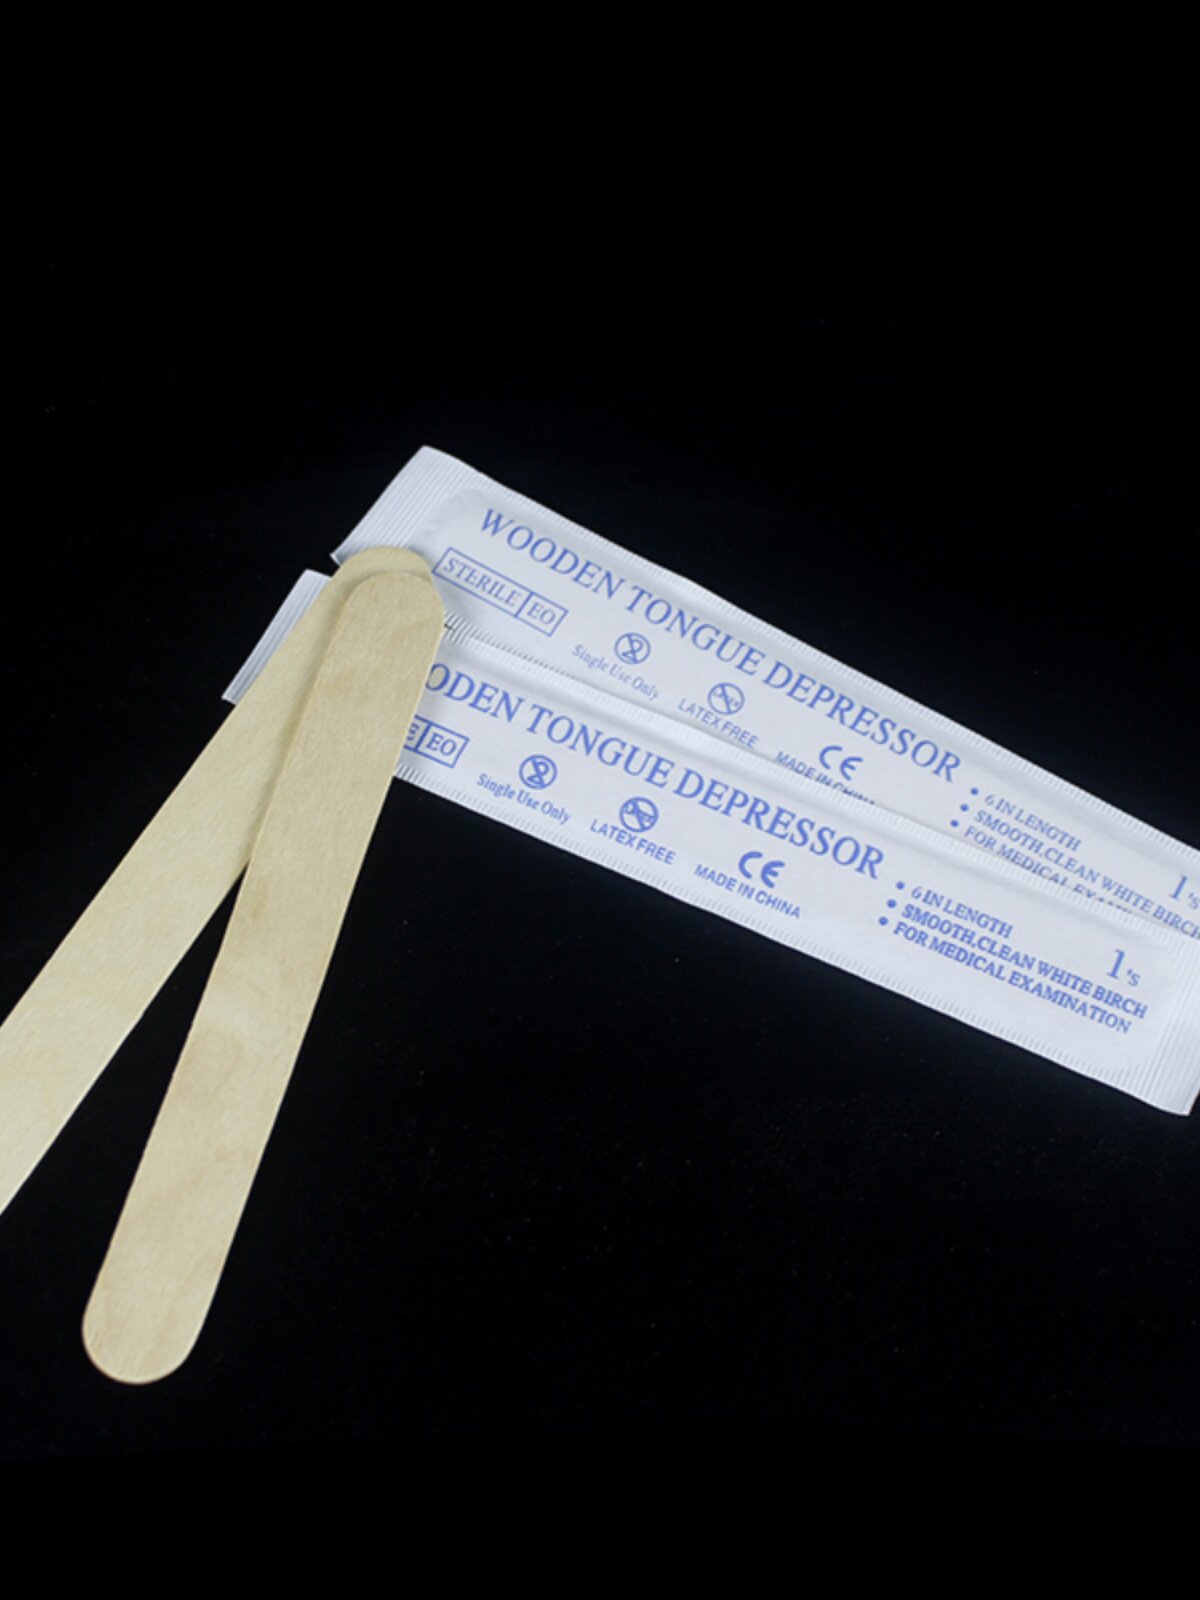 WOODEN TONGUE DEPRESSOR
STERILE EO
2
Single Use Only
LATEX FREE
CE
MADE IN CHINA
• 6 IN LENGTH
• SMOOTH,CLEAN WHITE BIRCH
• FOR MEDICAL
1's
ODEN TONGUE DEPRESSOR
EO
2
Single Use Only
LATEX FREE
CE
MADE IN CHINA
• 6 IN LENGTH
• SMOOTH,CLEAN WHITE BIRCH
• FOR MEDICAL EXAMINATION
1's